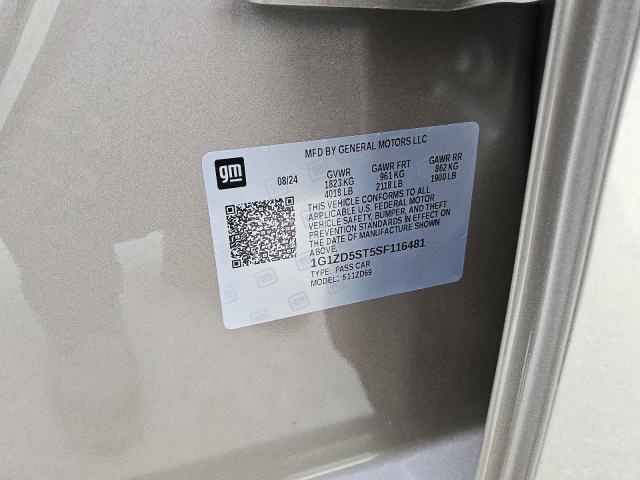 gm
MFD BY GENERAL MOTORS LLC
08/24 GVWR GAWR FRT GAWR RR
1823 KG 961 KG 862 KG
4018 LB 2118 LB 1900 LB
THIS VEHICLE CONFORMS TO ALL
APPLICABLE U.S. FEDERAL MOTOR
VEHICLE SAFETY, BUMPER, AND THEFT
PREVENTION STANDARDS IN EFFECT ON
THE DATE OF MANUFACTURE SHOWN
ABOVE.
1G1ZD5ST5SF116481
TYPE: PASS CAR
MODEL: 511ZD69